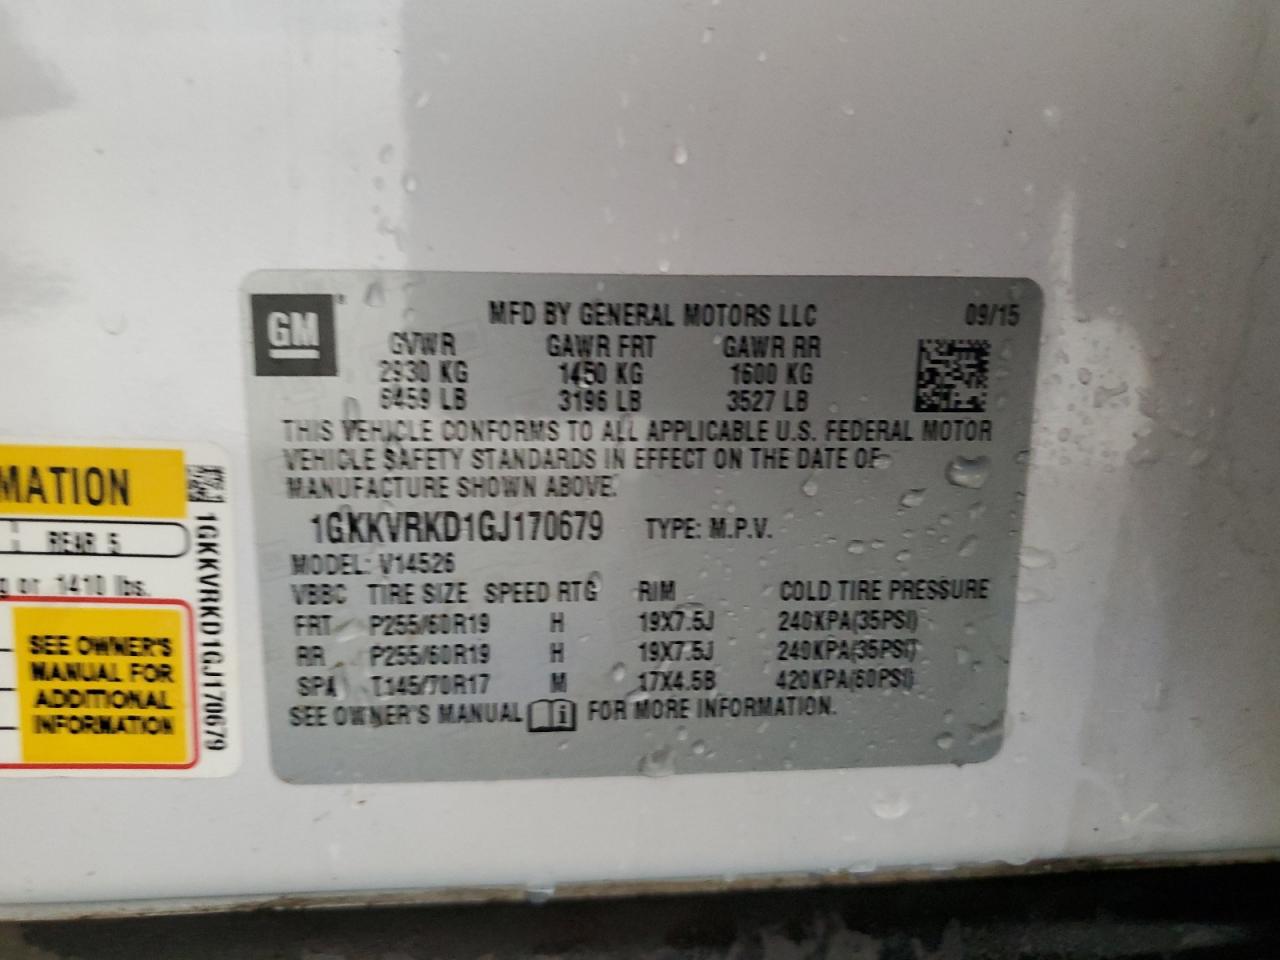 GM
MFD BY GENERAL MOTORS LLC 09/15
GVWR GAWR FRT GAWR RR
2930 KG 1450 KG 1600 KG
6459 LB 3196 LB 3527 LB
THIS VEHICLE CONFORMS TO ALL APPLICABLE U.S. FEDERAL MOTOR
VEHICLE SAFETY STANDARDS IN EFFECT ON THE DATE OF
MANUFACTURE SHOWN ABOVE.
1GKKVRKD1GJ170679 TYPE: M.P.V.
MODEL: V14526
VBBC TIRE SIZE SPEED RTG RIM COLD TIRE PRESSURE
FRT P255/60R19 H 19X7.5J 240KPA(35PSI)
RR P255/60R19 H 19X7.5J 240KPA(35PSI)
SPA T145/70R17 M 17X4.5B 420KPA(60PSI)
SEE OWNER'S MANUAL i FOR MORE INFORMATION.
MATION
REAR 5
g or 1410 lbs.
SEE OWNER'S
MANUAL FOR
ADDITIONAL
INFORMATION
1GKKVRKD1GJ170679